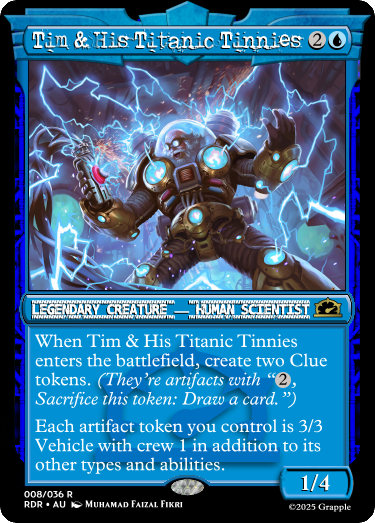 Tim & His Titanic Tinnies 2
Legendary Creature — Human Scientist
When Tim & His Titanic Tinnies
enters the battlefield, create two Clue
tokens. (They're artifacts with “2,
Sacrifice this token: Draw a card.”)
Each artifact token you control is 3/3
Vehicle with crew 1 in addition to its
other types and abilities.
1/4
008/036 R
RDR • AU Muhamad Faizal Fikri
©2025 Grapple